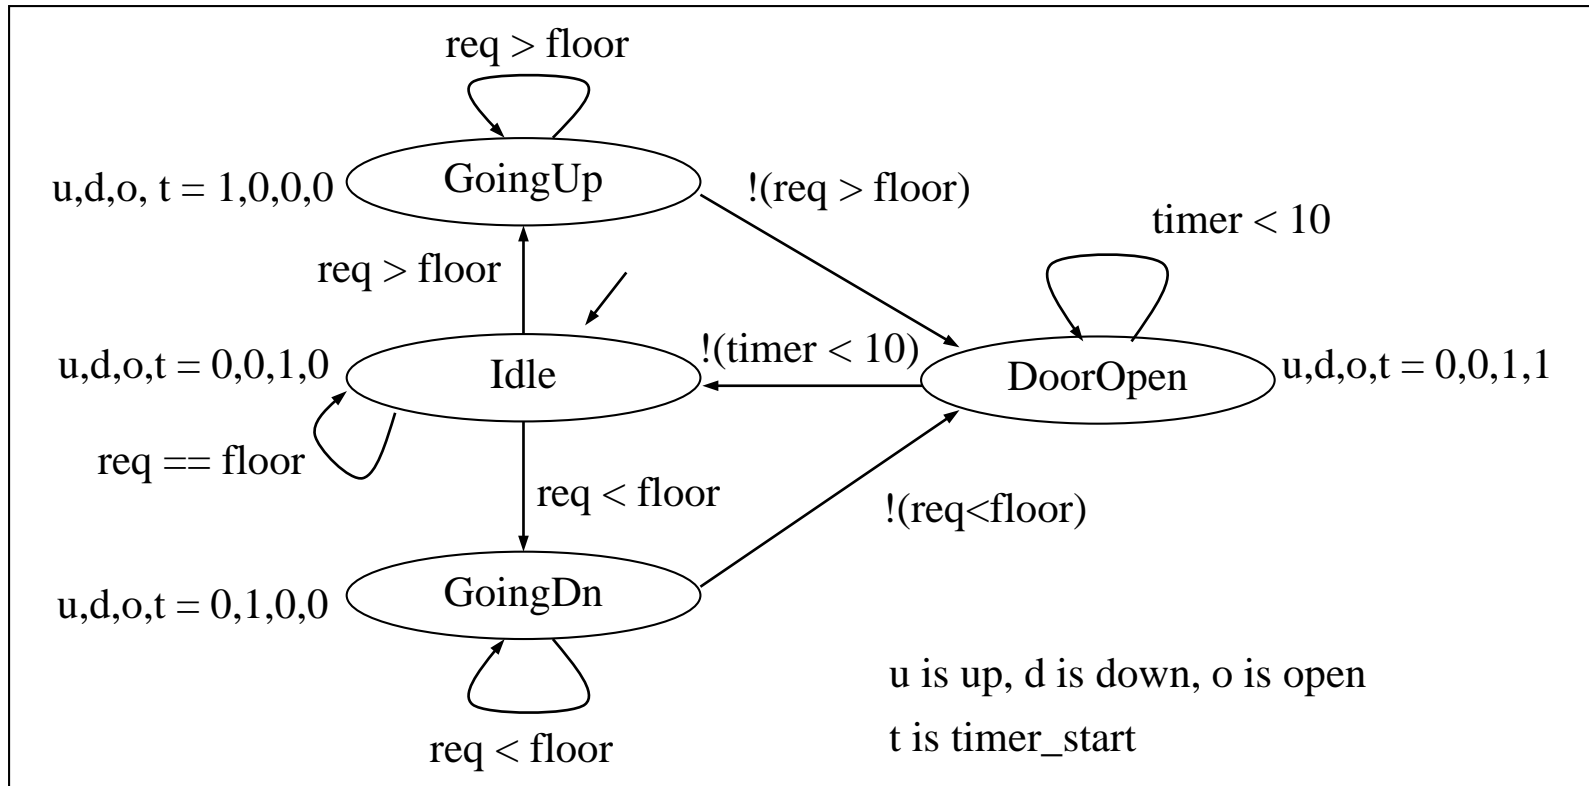 req > floor
GoingUp
u,d,o, t = 1,0,0,0
!(req > floor)
timer < 10
req > floor
!(timer < 10)
u,d,o,t = 0,0,1,0
Idle
DoorOpen
u,d,o,t = 0,0,1,1
req == floor
req < floor
!(req<floor)
GoingDn
u,d,o,t = 0,1,0,0
u is up, d is down, o is open
req < floor
t is timer_start